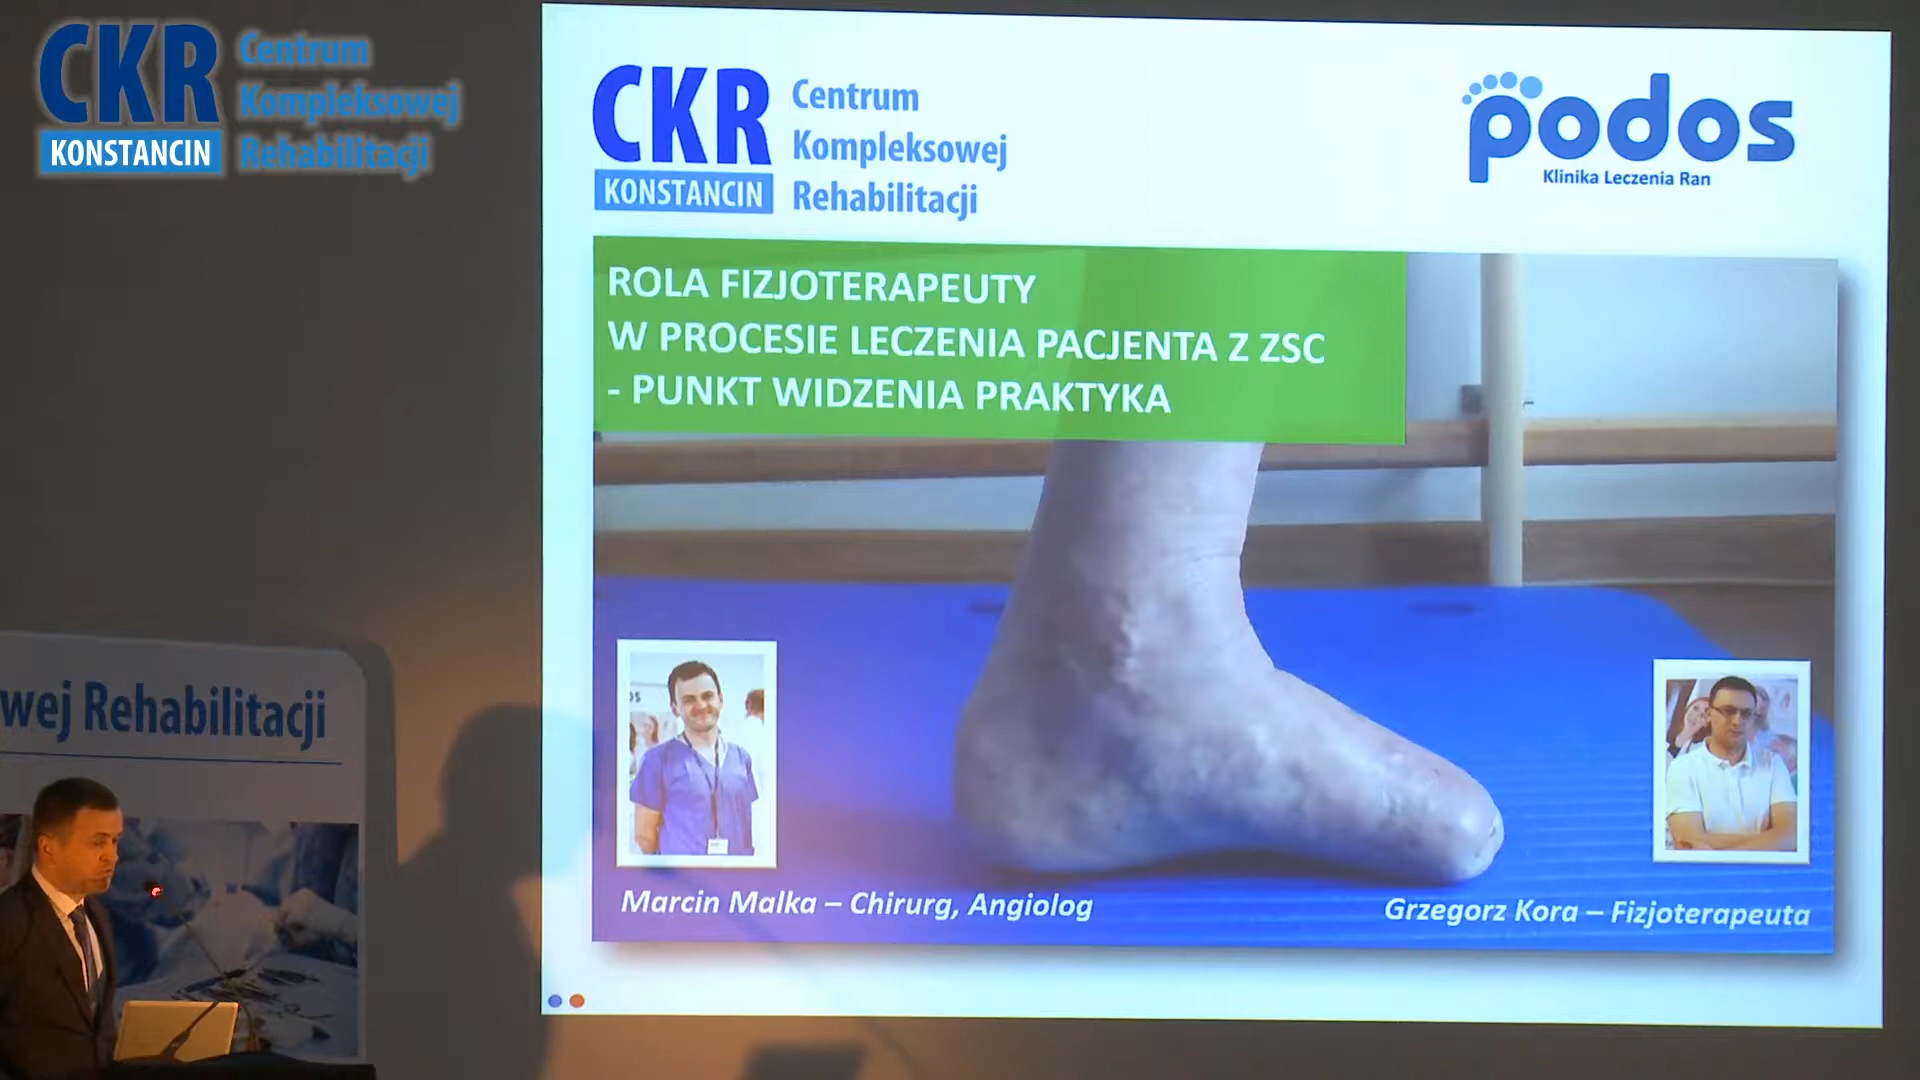 CKR Centrum
Kompleksowej
KONSTANCIN Rehabilitacji
CKR Centrum
Kompleksowej
KONSTANCIN Rehabilitacji
podos
Klinika Leczenia Ran
ROLA FIZJOTERAPEUTY
W PROCESIE LECZENIA PACJENTA Z ZSC
- PUNKT WIDZENIA PRAKTYKA
Marcin Malka – Chirurg, Angiolog
Grzegorz Kora – Fizjoterapeuta
wej Rehabilitacji